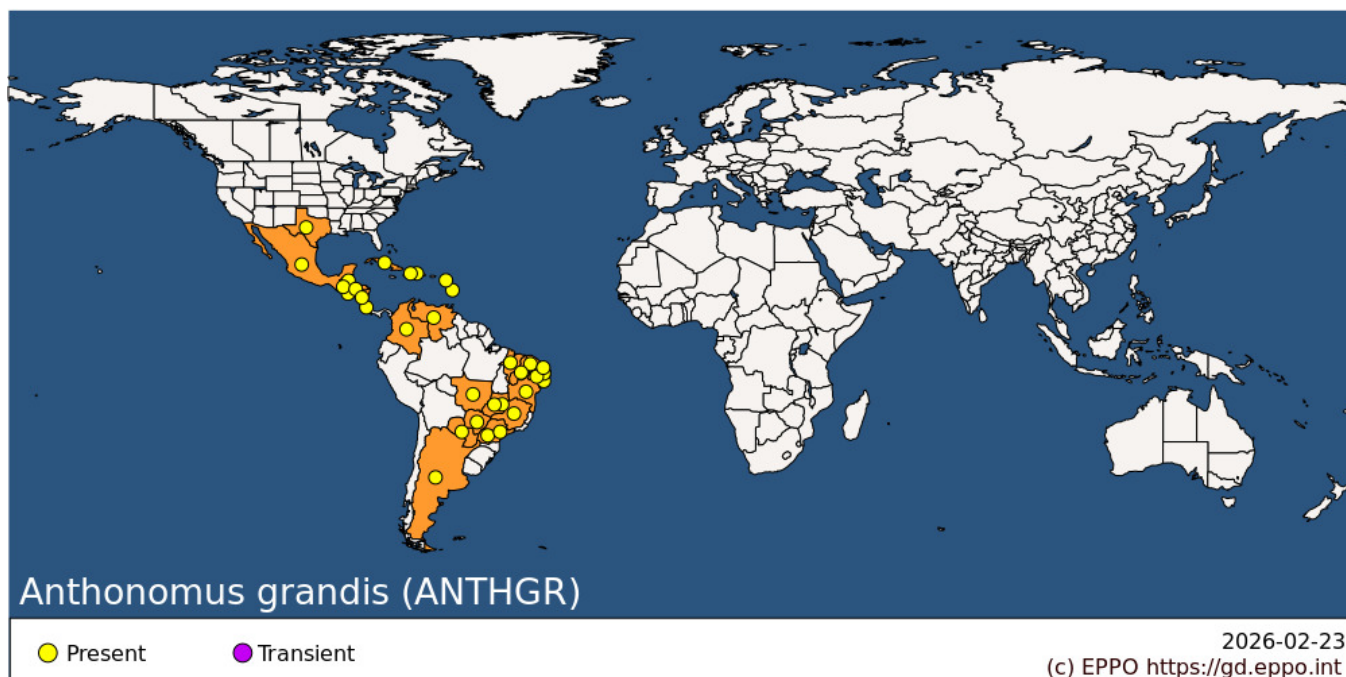 Anthonomus grandis (ANTHGR)
Present
Transient
2026-02-23
(c) EPPO https://gd.eppo.int